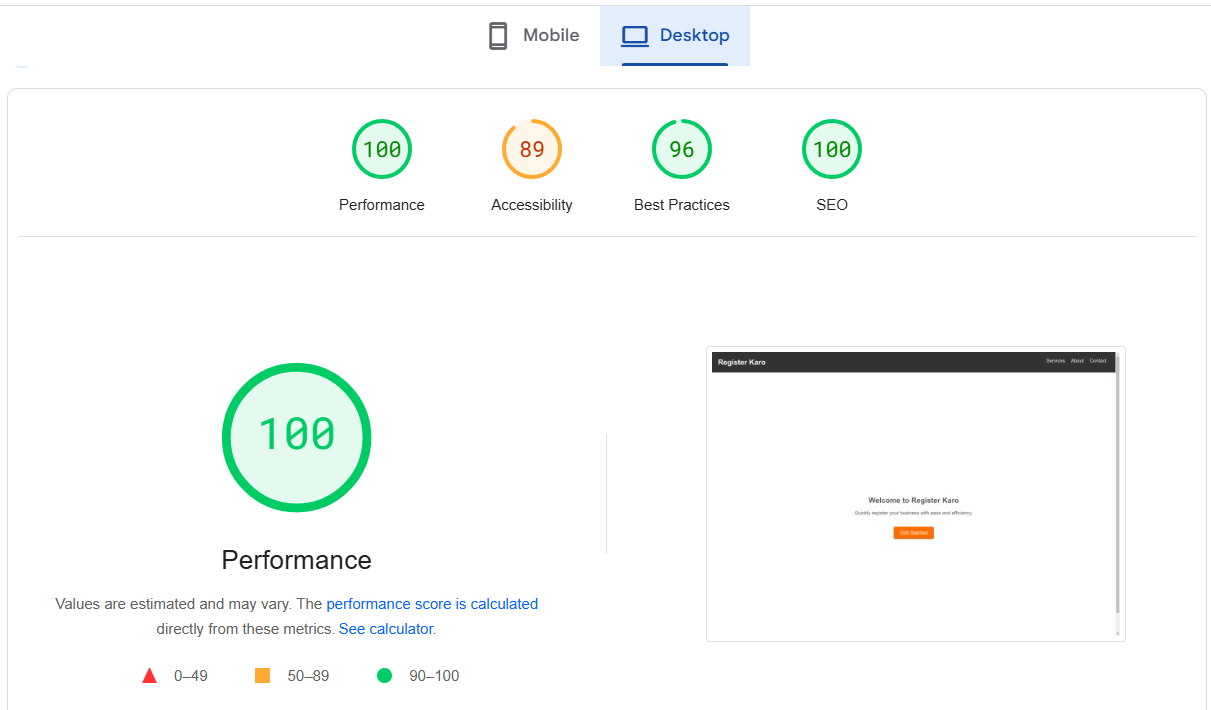 Mobile
Desktop
100
89
96
100
Performance
Accessibility
Best Practices
SEO
100
Performance
Values are estimated and may vary. The performance score is calculated
directly from these metrics. See calculator.
0–49
50–89
90–100
Register Karo
Services About Contact
Welcome to Register Karo
Quickly register your business with ease and efficiency.
Get Started